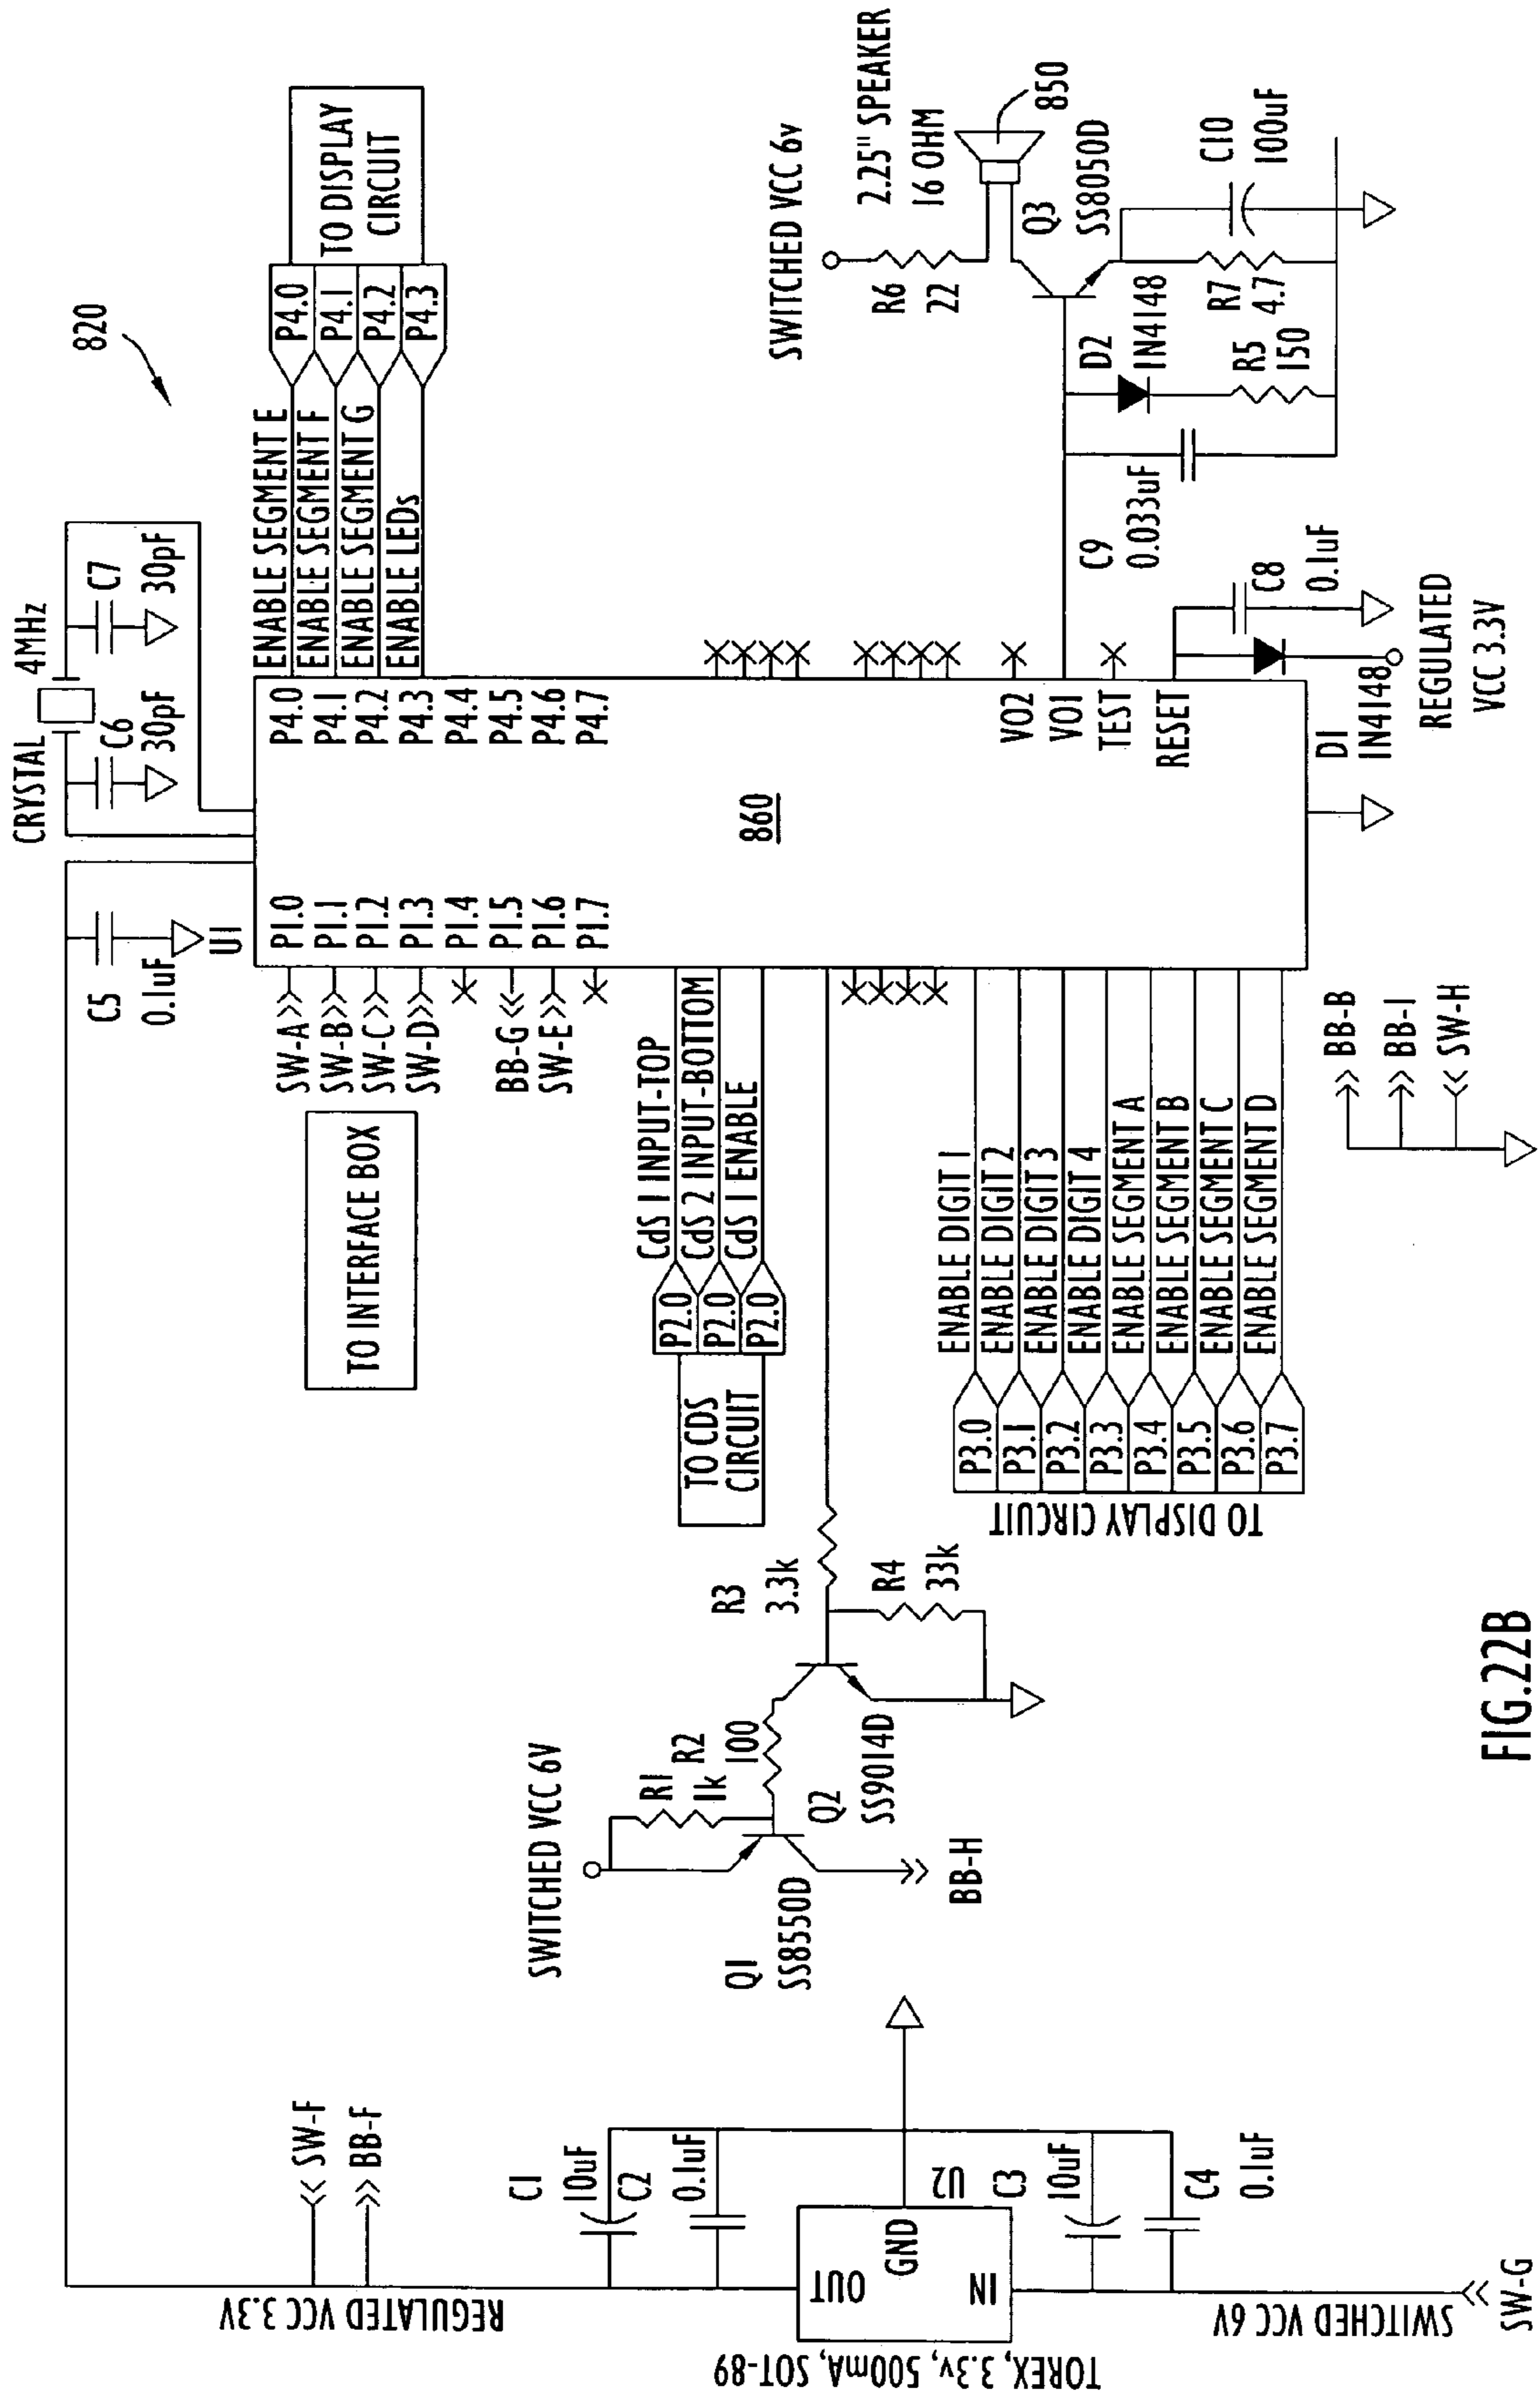 820
CRYSTAL 4MHz
C6
30pF
C7
30pF
C5
0.1uF
U1
860
P1.0
P1.1
P1.2
P1.3
P1.4
P1.5
P1.6
P1.7
SW-A
SW-B
SW-C
SW-D
BB-G
SW-E
TO INTERFACE BOX
P4.0
P4.1
P4.2
P4.3
P4.4
P4.5
P4.6
P4.7
ENABLE SEGMENT E
ENABLE SEGMENT F
ENABLE SEGMENT G
ENABLE LEDs
P4.0
P4.1
P4.2
P4.3
TO DISPLAY
CIRCUIT
CdS 1 INPUT-TOP
CdS 2 INPUT-BOTTOM
CdS 1 ENABLE
P2.0
P2.0
P2.0
TO CDS
CIRCUIT
VO2
VO1
TEST
RESET
SWITCHED VCC 6v
R6
22
2.25" SPEAKER
16 OHM
850
Q3
SS8050D
D2
IN4148
R5
150
R7
4.7
C10
100uF
C9
0.033uF
C8
0.1uF
D1
IN4148
REGULATED
VCC 3.3V
ENABLE DIGIT 1
ENABLE DIGIT 2
ENABLE DIGIT 3
ENABLE DIGIT 4
ENABLE SEGMENT A
ENABLE SEGMENT B
ENABLE SEGMENT C
ENABLE SEGMENT D
P3.0
P3.1
P3.2
P3.3
P3.4
P3.5
P3.6
P3.7
TO DISPLAY CIRCUIT
BB-B
BB-I
SW-H
R3
3.3k
R4
33k
SWITCHED VCC 6V
R1
1k
R2
100
Q1
SS8550D
Q2
SS9014D
BB-H
SW-F
BB-F
REGULATED VCC 3.3V
C1
10uF
C2
0.1uF
OUT
GND
IN
U2
C3
10uF
C4
0.1uF
TOREX, 3.3v, 500mA, SOT-89
SWITCHED VCC 6V
SW-G
FIG.22B